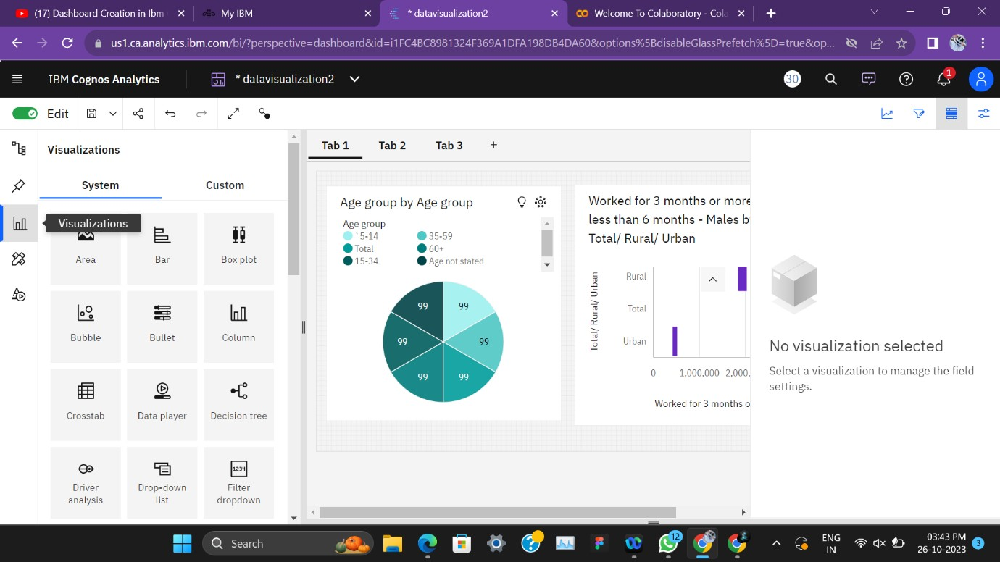 (17) Dashboard Creation in Ibm
My IBM
* datavisualization2
Welcome To Colaboratory - Cola
us1.ca.analytics.ibm.com/bi/?perspective=dashboard&id=i1FC4BC8981324F369A1DFA198DB4DA60&options%5BdisableGlassPrefetch%5D=true&op...
IBM Cognos Analytics
* datavisualization2
30
1
Edit
Visualizations
System
Custom
Visualizations
Area
Bar
Box plot
Bubble
Bullet
Column
Crosstab
Data player
Decision tree
Driver
analysis
Drop-down
list
1234
Filter
dropdown
Tab 1
Tab 2
Tab 3
+
Age group by Age group
Age group
`5-14
35-59
Total
60+
15-34
Age not stated
99
99
99
99
99
99
Worked for 3 months or more
less than 6 months - Males b
Total/ Rural/ Urban
Total/ Rural/ Urban
Rural
Total
Urban
0
1,000,000
2,000,
Worked for 3 months o
No visualization selected
Select a visualization to manage the field
settings.
Search
12
ENG
IN
03:43 PM
26-10-2023
3